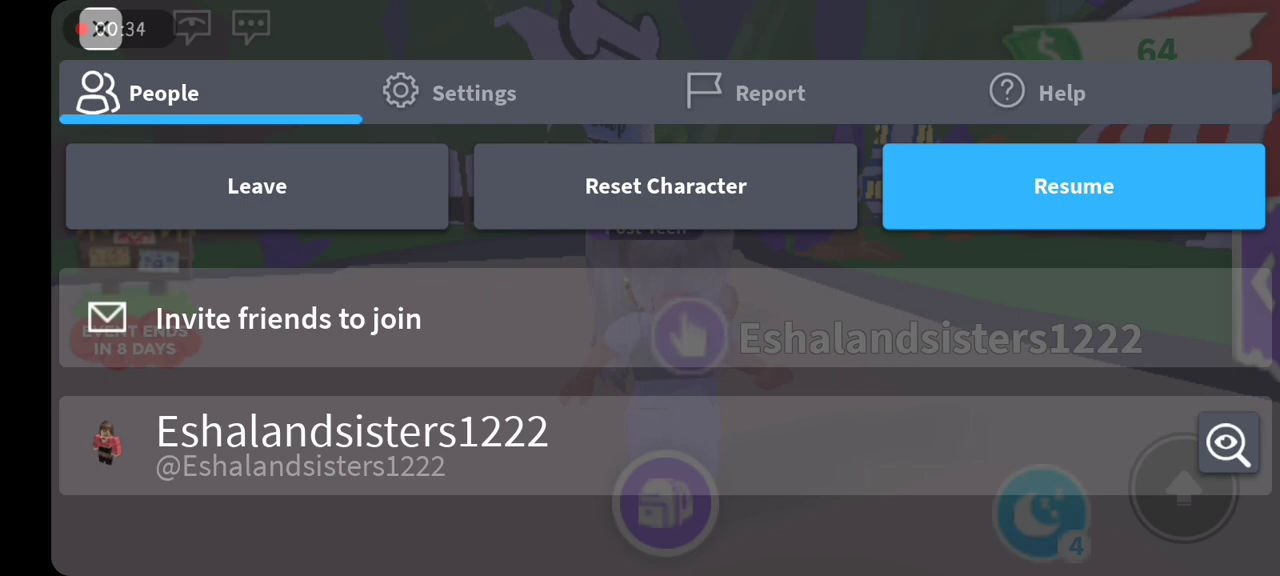 00:34
64
People
Settings
Report
Help
Leave
Reset Character
Resume
Invite friends to join
EVENT ENDS
IN 8 DAYS
Eshalandsisters1222
Eshalandsisters1222
@Eshalandsisters1222
4